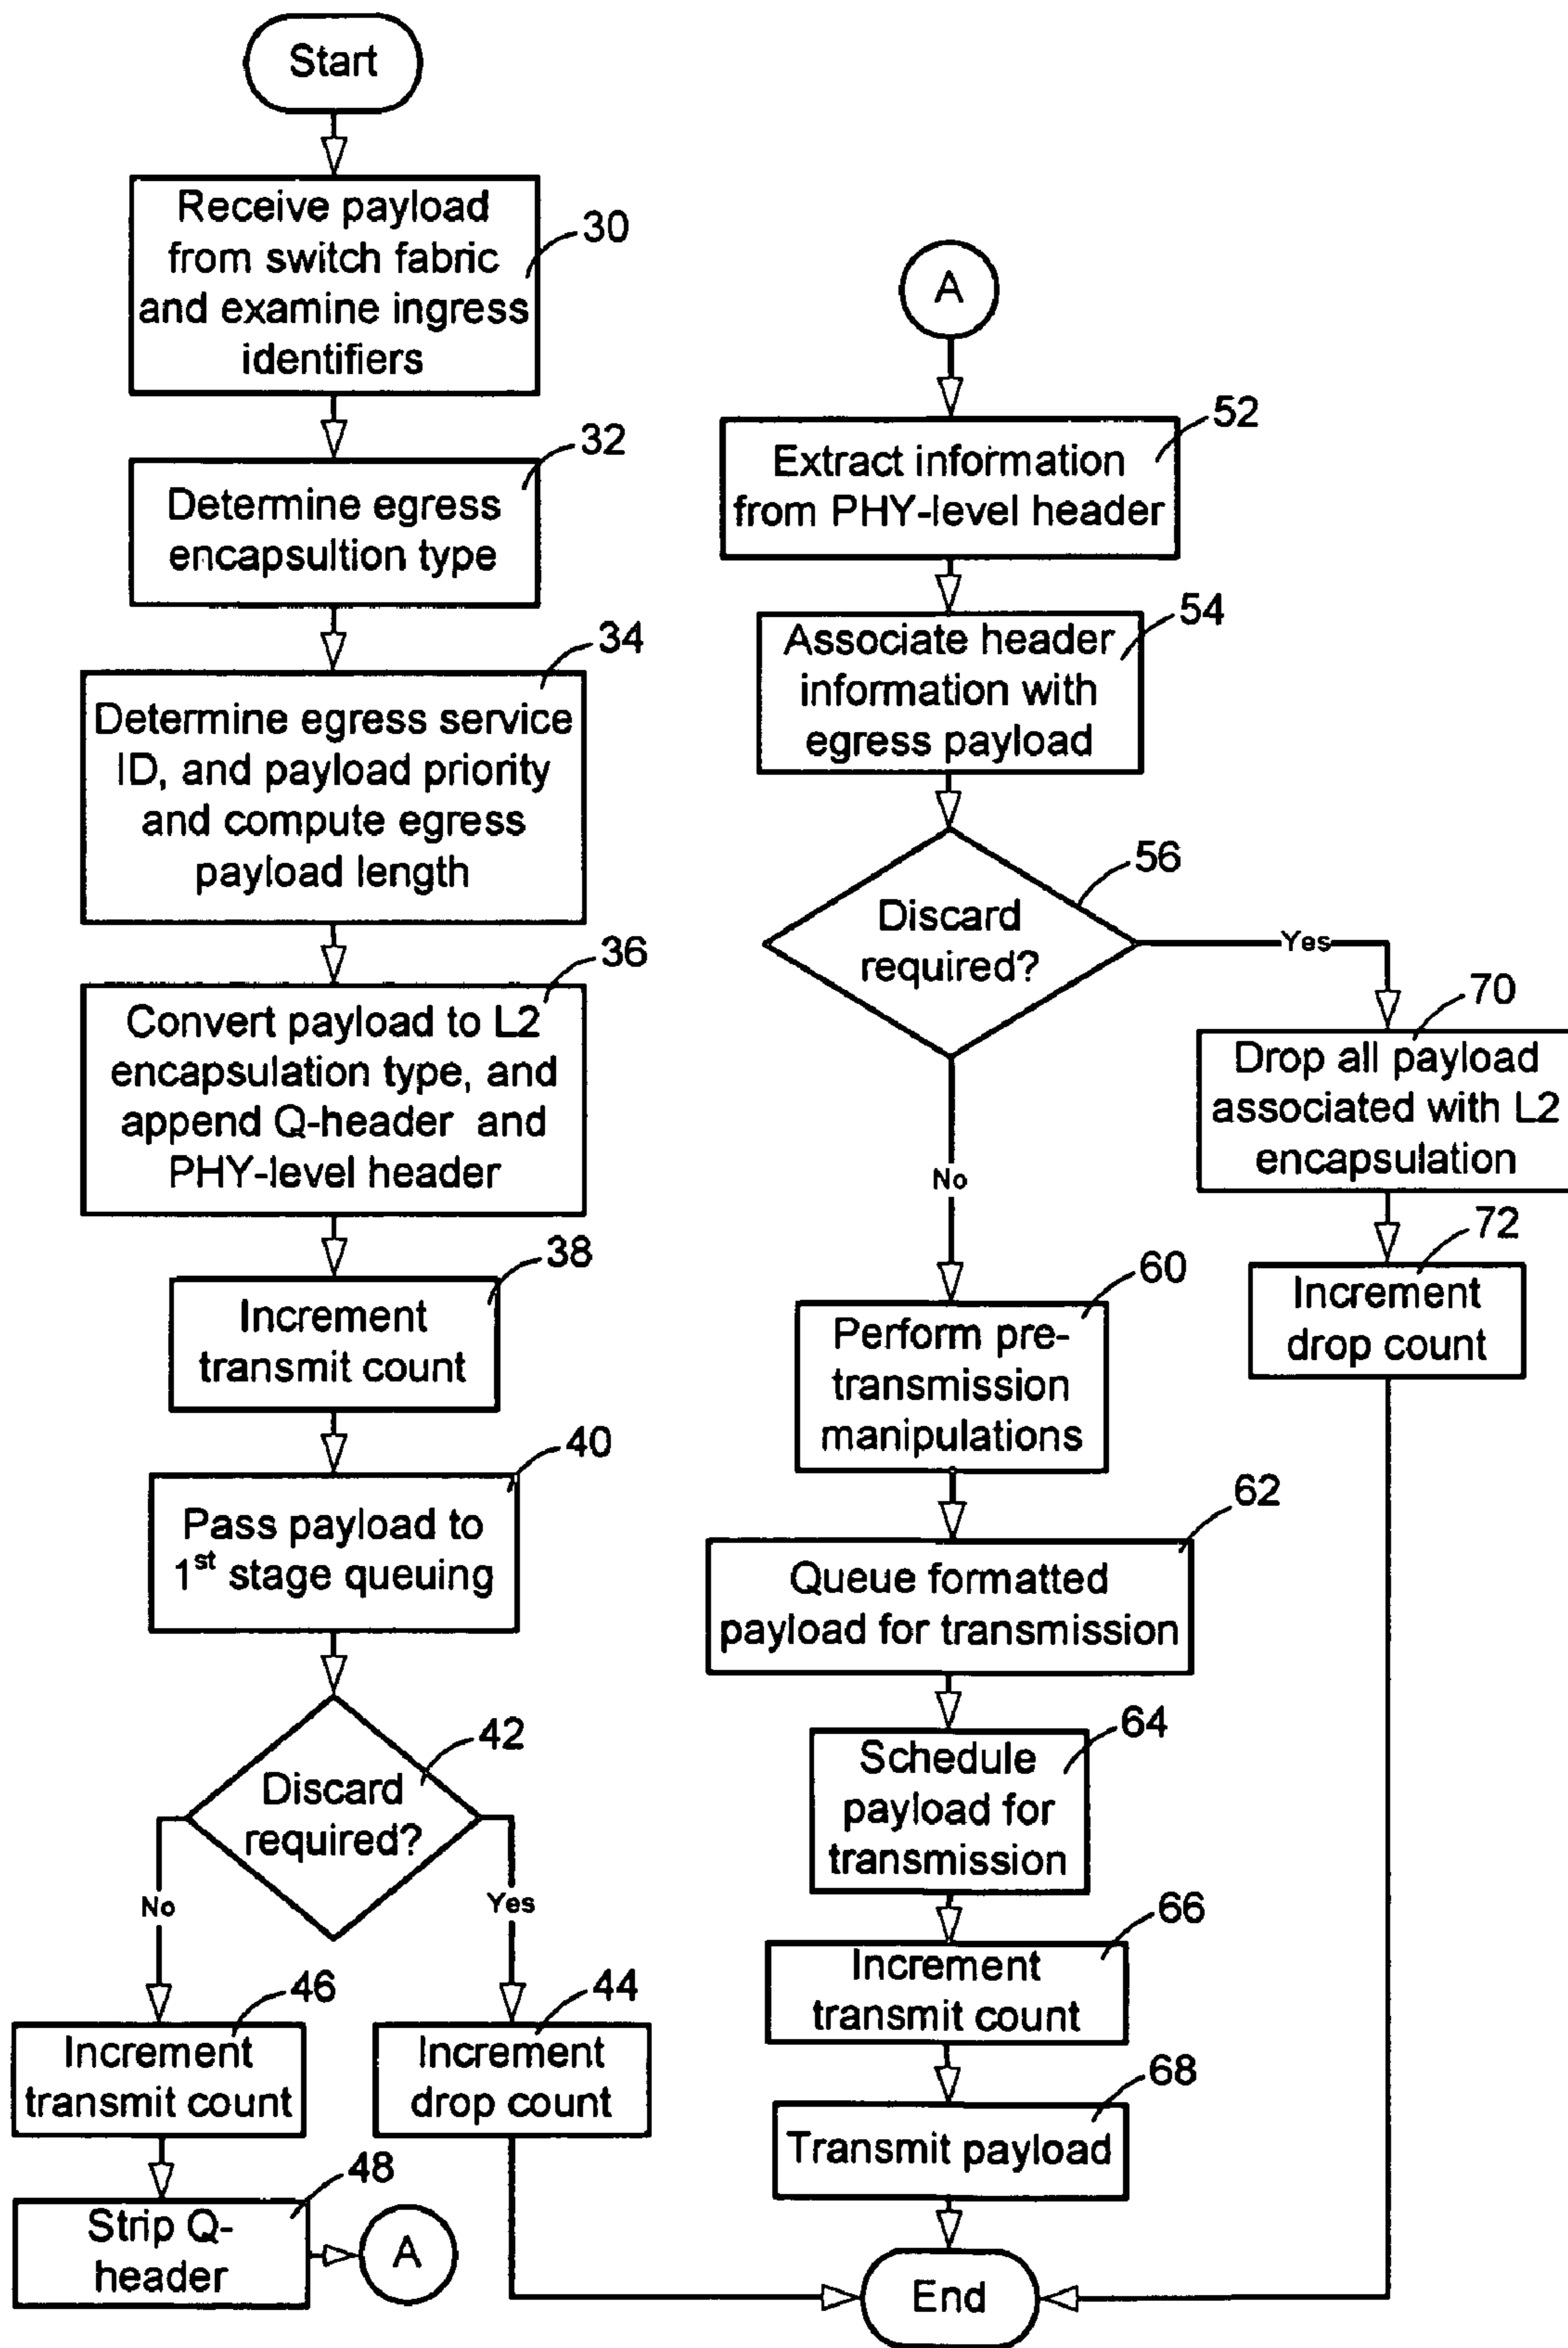 Start
Receive payload
from switch fabric
and examine ingress
identifiers
30
Determine egress
encapsultion type
32
Determine egress service
ID, and payload priority
and compute egress
payload length
34
Convert payload to L2
encapsulation type, and
append Q-header and
PHY-level header
36
Increment
transmit count
38
Pass payload to
1st stage queuing
40
Discard
required?
42
No
Yes
Increment
transmit count
46
Increment
drop count
44
Strip Q-
header
48
A
A
Extract information
from PHY-level header
52
Associate header
information with
egress payload
54
Discard
required?
56
Yes
No
Drop all payload
associated with L2
encapsulation
70
Increment
drop count
72
Perform pre-
transmission
manipulations
60
Queue formatted
payload for transmission
62
Schedule
payload for
transmission
64
Increment
transmit count
66
Transmit payload
68
End